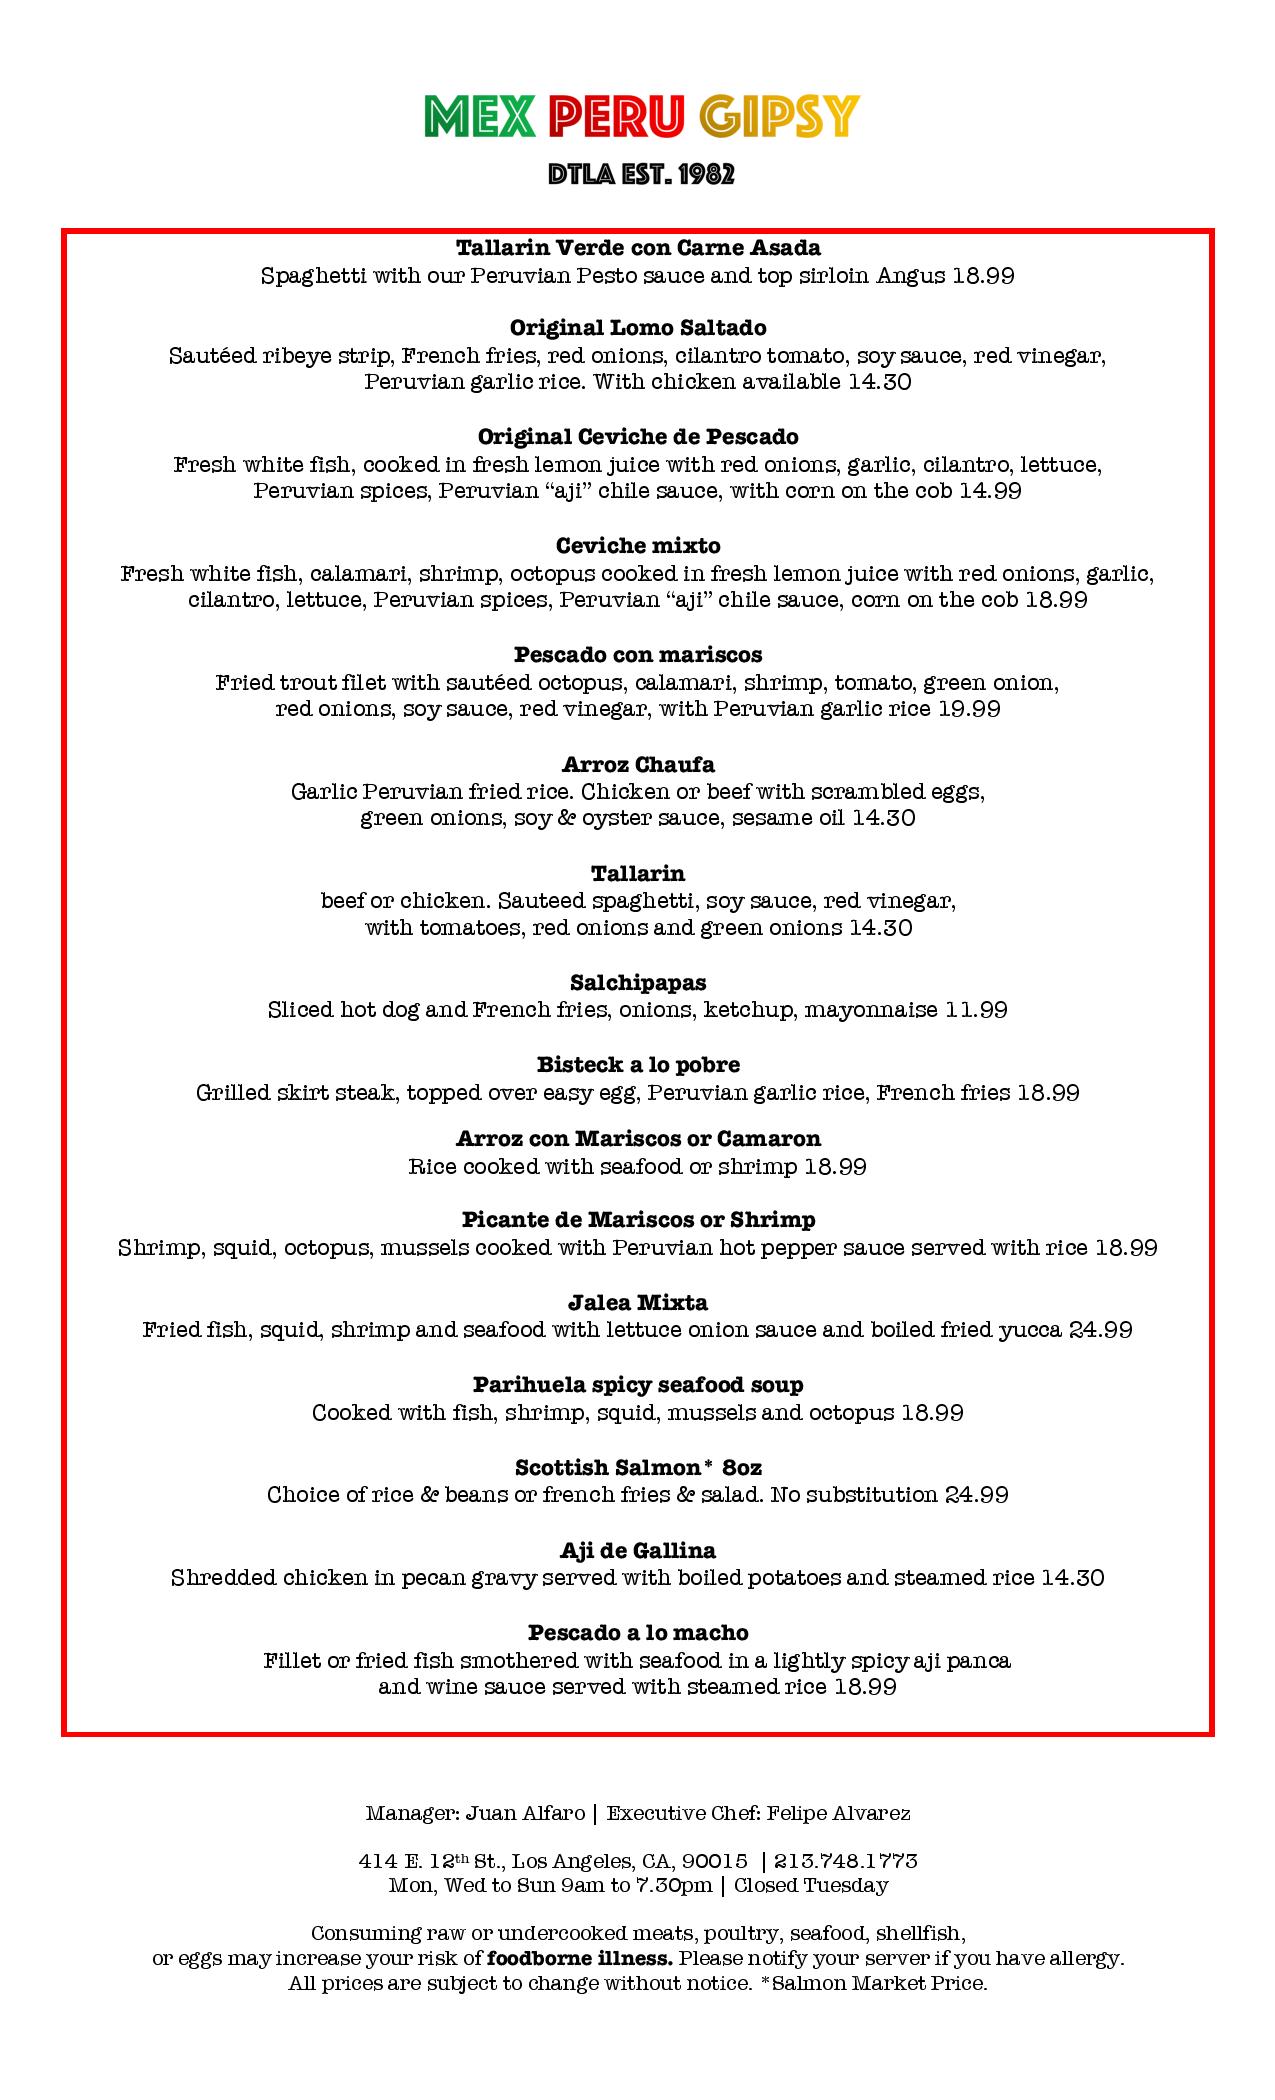 MEX PERU GIPSY
DTLA EST. 1982
Tallarin Verde con Carne Asada
Spaghetti with our Peruvian Pesto sauce and top sirloin Angus 18.99
Original Lomo Saltado
Sautéed ribeye strip, French fries, red onions, cilantro tomato, soy sauce, red vinegar,
Peruvian garlic rice. With chicken available 14.30
Original Ceviche de Pescado
Fresh white fish, cooked in fresh lemon juice with red onions, garlic, cilantro, lettuce,
Peruvian spices, Peruvian “aji” chile sauce, with corn on the cob 14.99
Ceviche mixto
Fresh white fish, calamari, shrimp, octopus cooked in fresh lemon juice with red onions, garlic,
cilantro, lettuce, Peruvian spices, Peruvian “aji” chile sauce, corn on the cob 18.99
Pescado con mariscos
Fried trout filet with sautéed octopus, calamari, shrimp, tomato, green onion,
red onions, soy sauce, red vinegar, with Peruvian garlic rice 19.99
Arroz Chaufa
Garlic Peruvian fried rice. Chicken or beef with scrambled eggs,
green onions, soy & oyster sauce, sesame oil 14.30
Tallarin
beef or chicken. Sauteed spaghetti, soy sauce, red vinegar,
with tomatoes, red onions and green onions 14.30
Salchipapas
Sliced hot dog and French fries, onions, ketchup, mayonnaise 11.99
Bisteck a lo pobre
Grilled skirt steak, topped over easy egg, Peruvian garlic rice, French fries 18.99
Arroz con Mariscos or Camaron
Rice cooked with seafood or shrimp 18.99
Picante de Mariscos or Shrimp
Shrimp, squid, octopus, mussels cooked with Peruvian hot pepper sauce served with rice 18.99
Jalea Mixta
Fried fish, squid, shrimp and seafood with lettuce onion sauce and boiled fried yucca 24.99
Parihuela spicy seafood soup
Cooked with fish, shrimp, squid, mussels and octopus 18.99
Scottish Salmon* 8oz
Choice of rice & beans or french fries & salad. No substitution 24.99
Aji de Gallina
Shredded chicken in pecan gravy served with boiled potatoes and steamed rice 14.30
Pescado a lo macho
Fillet or fried fish smothered with seafood in a lightly spicy aji panca
and wine sauce served with steamed rice 18.99
Manager: Juan Alfaro | Executive Chef: Felipe Alvarez
414 E. 12th St., Los Angeles, CA, 90015 | 213.748.1773
Mon, Wed to Sun 9am to 7.30pm | Closed Tuesday
Consuming raw or undercooked meats, poultry, seafood, shellfish,
or eggs may increase your risk of foodborne illness. Please notify your server if you have allergy.
All prices are subject to change without notice. *Salmon Market Price.